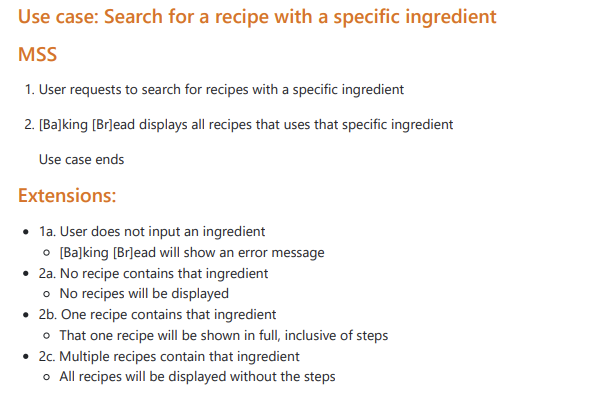 Use case: Search for a recipe with a specific ingredient
MSS
1. User requests to search for recipes with a specific ingredient
2. [Ba]king [Br]ead displays all recipes that uses that specific ingredient
Use case ends
Extensions:
• 1a. User does not input an ingredient
◦ [Ba]king [Br]ead will show an error message
• 2a. No recipe contains that ingredient
◦ No recipes will be displayed
• 2b. One recipe contains that ingredient
◦ That one recipe will be shown in full, inclusive of steps
• 2c. Multiple recipes contain that ingredient
◦ All recipes will be displayed without the steps